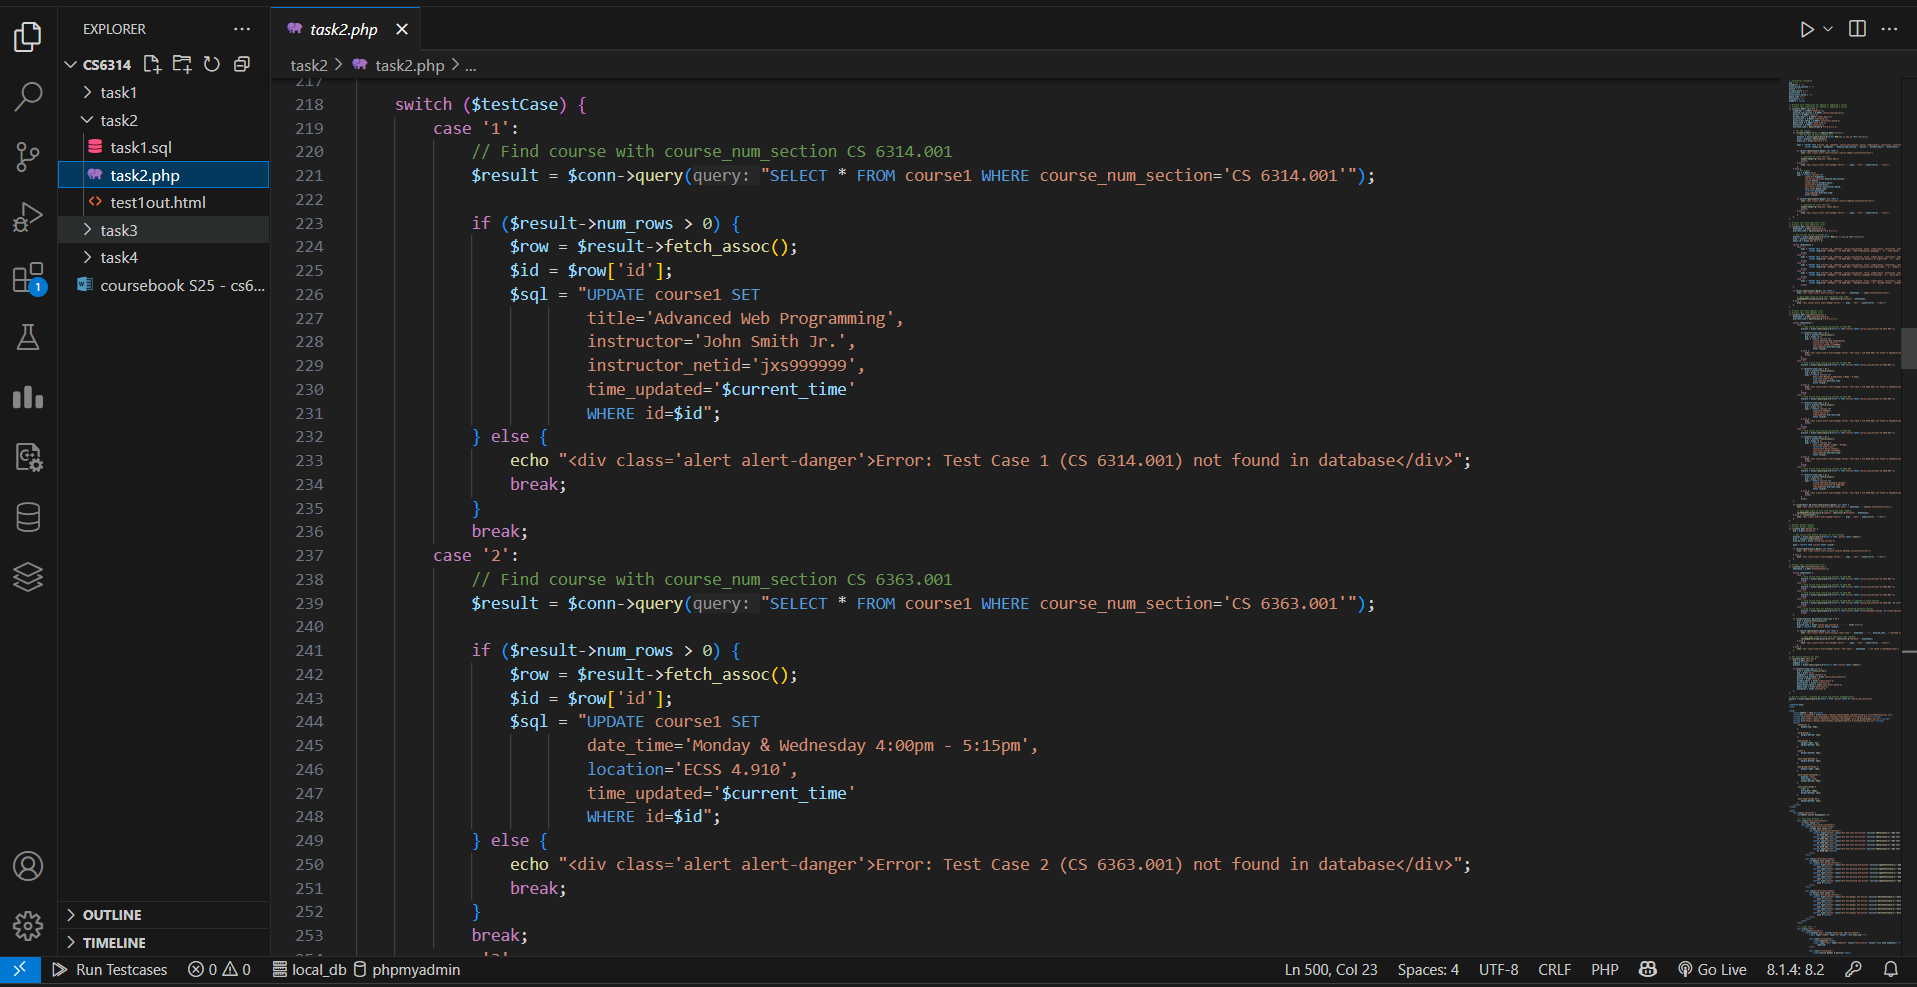 EXPLORER
CS6314
task1
task2
task1.sql
task2.php
test1out.html
task3
task4
coursebook S25 - cs6...
OUTLINE
TIMELINE
1
task2.php
task2 > task2.php > ...
217
218 switch ($testCase) {
219 case '1':
220 // Find course with course_num_section CS 6314.001
221 $result = $conn->query(query: "SELECT * FROM course1 WHERE course_num_section='CS 6314.001'");
222
223 if ($result->num_rows > 0) {
224 $row = $result->fetch_assoc();
225 $id = $row['id'];
226 $sql = "UPDATE course1 SET
227 title='Advanced Web Programming',
228 instructor='John Smith Jr.',
229 instructor_netid='jxs999999',
230 time_updated='$current_time'
231 WHERE id=$id";
232 } else {
233 echo "<div class='alert alert-danger'>Error: Test Case 1 (CS 6314.001) not found in database</div>";
234 break;
235 }
236 break;
237 case '2':
238 // Find course with course_num_section CS 6363.001
239 $result = $conn->query(query: "SELECT * FROM course1 WHERE course_num_section='CS 6363.001'");
240
241 if ($result->num_rows > 0) {
242 $row = $result->fetch_assoc();
243 $id = $row['id'];
244 $sql = "UPDATE course1 SET
245 date_time='Monday & Wednesday 4:00pm - 5:15pm',
246 location='ECSS 4.910',
247 time_updated='$current_time'
248 WHERE id=$id";
249 } else {
250 echo "<div class='alert alert-danger'>Error: Test Case 2 (CS 6363.001) not found in database</div>";
251 break;
252 }
253 break;
Run Testcases 0 0 local_db phpmyadmin Ln 500, Col 23 Spaces: 4 UTF-8 CRLF PHP Go Live 8.1.4: 8.2